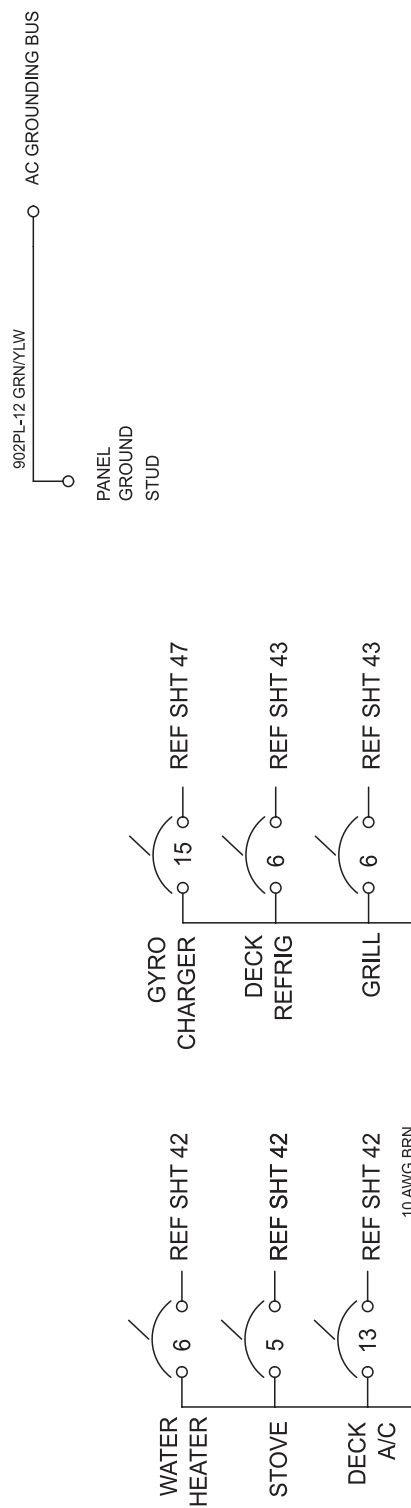 902PL-12 GRN/YLW
AC GROUNDING BUS
PANEL
GROUND
STUD
GYRO
CHARGER
15
REF SHT 47
DECK
REFRIG
6
REF SHT 43
GRILL
6
REF SHT 43
WATER
HEATER
6
REF SHT 42
STOVE
5
REF SHT 42
DECK
A/C
13
REF SHT 42
10 AWG BRN